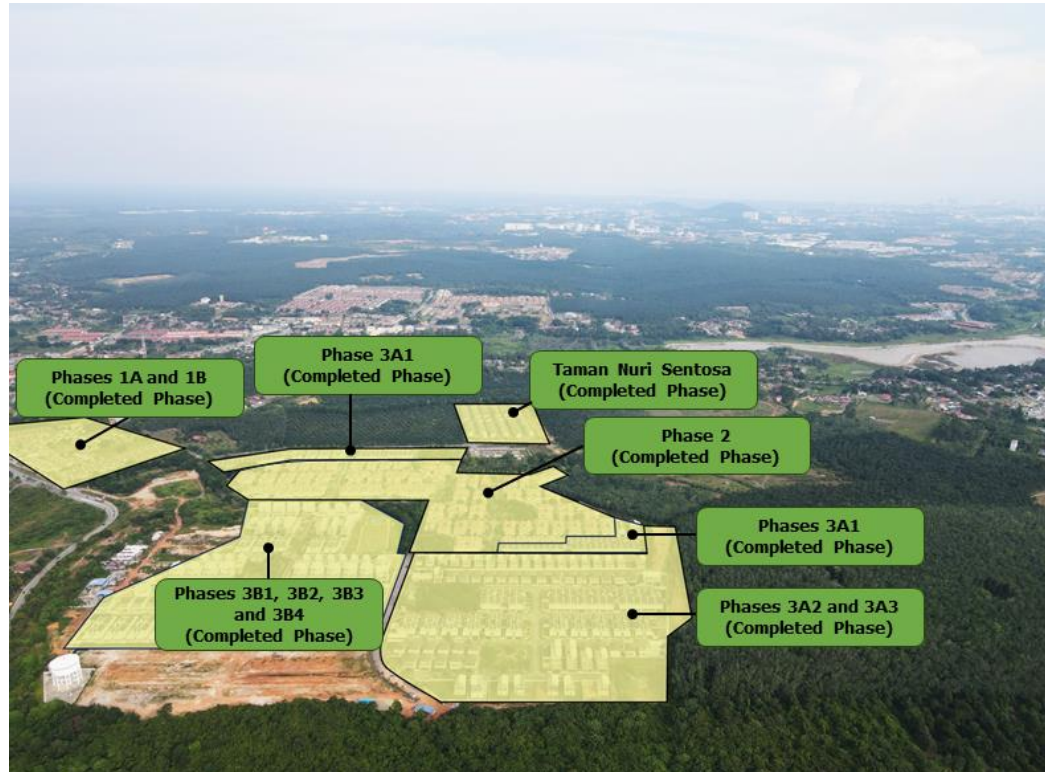 Phase 3A1
(Completed Phase)
Phases 1A and 1B
(Completed Phase)
Taman Nuri Sentosa
(Completed Phase)
Phase 2
(Completed Phase)
Phases 3A1
(Completed Phase)
Phases 3B1, 3B2, 3B3
and 3B4
(Completed Phase)
Phases 3A2 and 3A3
(Completed Phase)